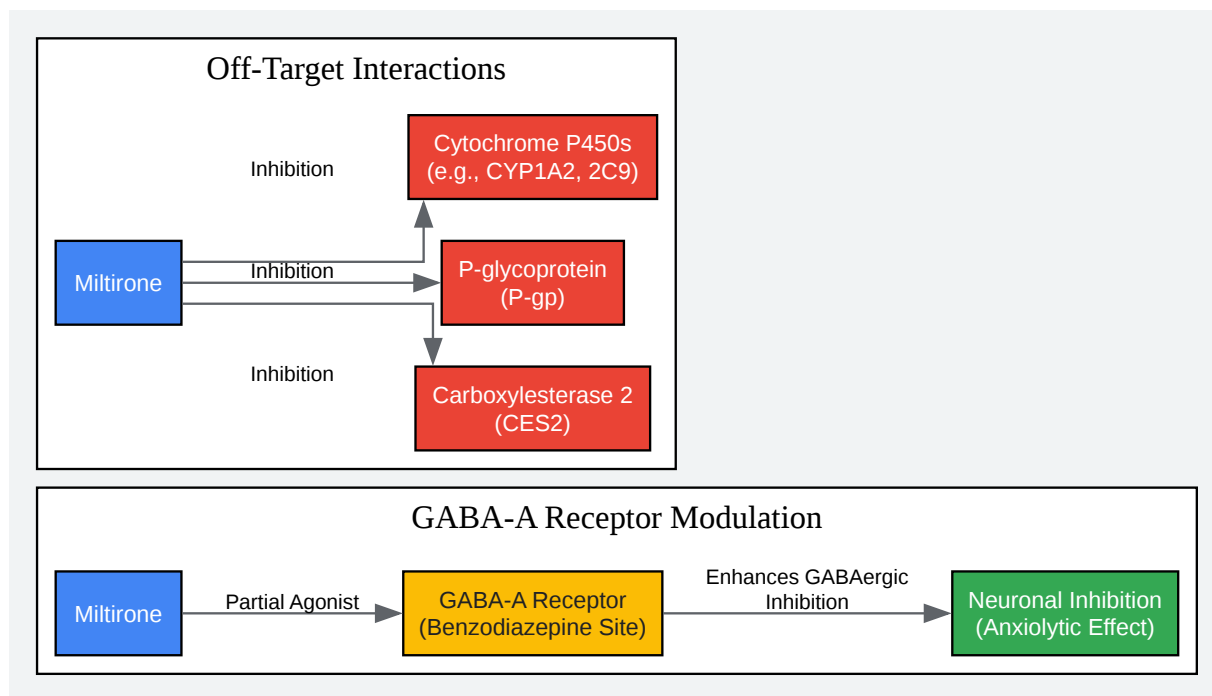 Off-Target Interactions
Cytochrome P450s
(e.g., CYP1A2, 2C9)
Inhibition
Miltirone
Inhibition
P-glycoprotein
(P-gp)
Inhibition
Carboxylesterase 2
(CES2)
GABA-A Receptor Modulation
Miltirone
Partial Agonist
GABA-A Receptor
(Benzodiazepine Site)
Enhances GABAergic
Inhibition
Neuronal Inhibition
(Anxiolytic Effect)